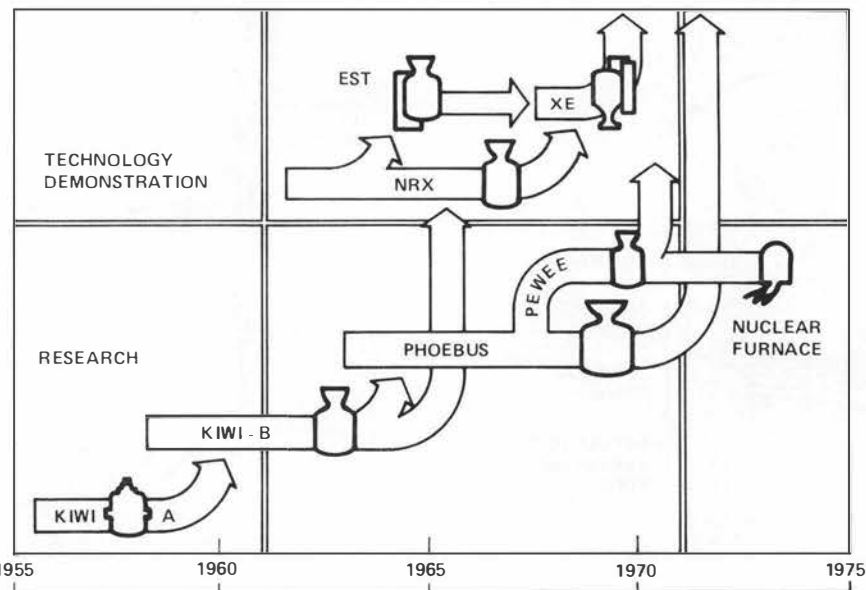 EST
XE
TECHNOLOGY
DEMONSTRATION
NRX
PEWEE
NUCLEAR
FURNACE
RESEARCH
PHOEBUS
KIWI-B
KIWI A
1955
1960
1965
1970
1975